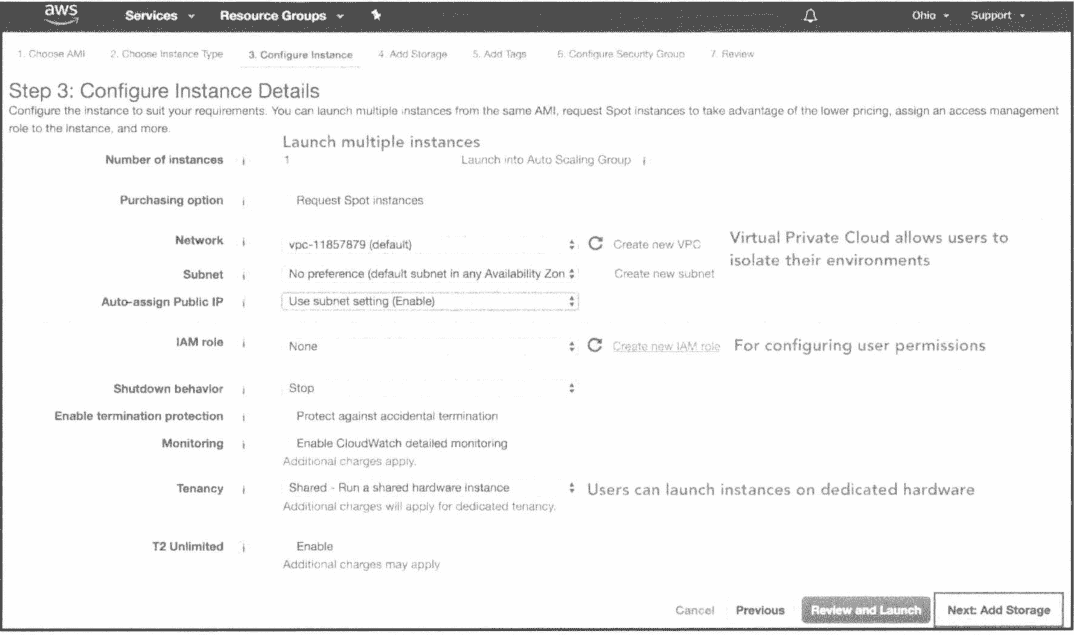 aws Services Resource Groups Ohio Support
1. Choose AMI 2. Choose Instance Type 3. Configure Instance 4. Add Storage 5. Add Tags 6. Configure Security Group 7. Review
Step 3: Configure Instance Details
Configure the instance to suit your requirements. You can launch multiple instances from the same AMI, request Spot instances to take advantage of the lower pricing, assign an access management
role to the instance, and more.
Launch multiple instances
Number of instances i 1 Launch into Auto Scaling Group i
Purchasing option i Request Spot instances
Network i vpc-11857879 (default) Create new VPC Virtual Private Cloud allows users to
isolate their environments
Subnet i No preference (default subnet in any Availability Zon Create new subnet
Auto-assign Public IP i Use subnet setting (Enable)
IAM role i None Create new IAM role For configuring user permissions
Shutdown behavior i Stop
Enable termination protection i Protect against accidental termination
Monitoring i Enable CloudWatch detailed monitoring
Additional charges apply.
Tenancy i Shared - Run a shared hardware instance Users can launch instances on dedicated hardware
Additional charges will apply for dedicated tenancy.
T2 Unlimited i Enable
Additional charges may apply
Cancel Previous Review and Launch Next: Add Storage